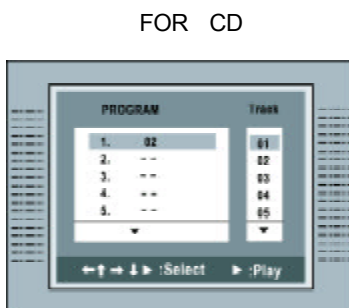 FOR CD
PROGRAM Track
1. 02 01
2. -- 02
3. -- 03
4. -- 04
5. -- 05
▼ ▼
←↑→↓► :Select ► :Play